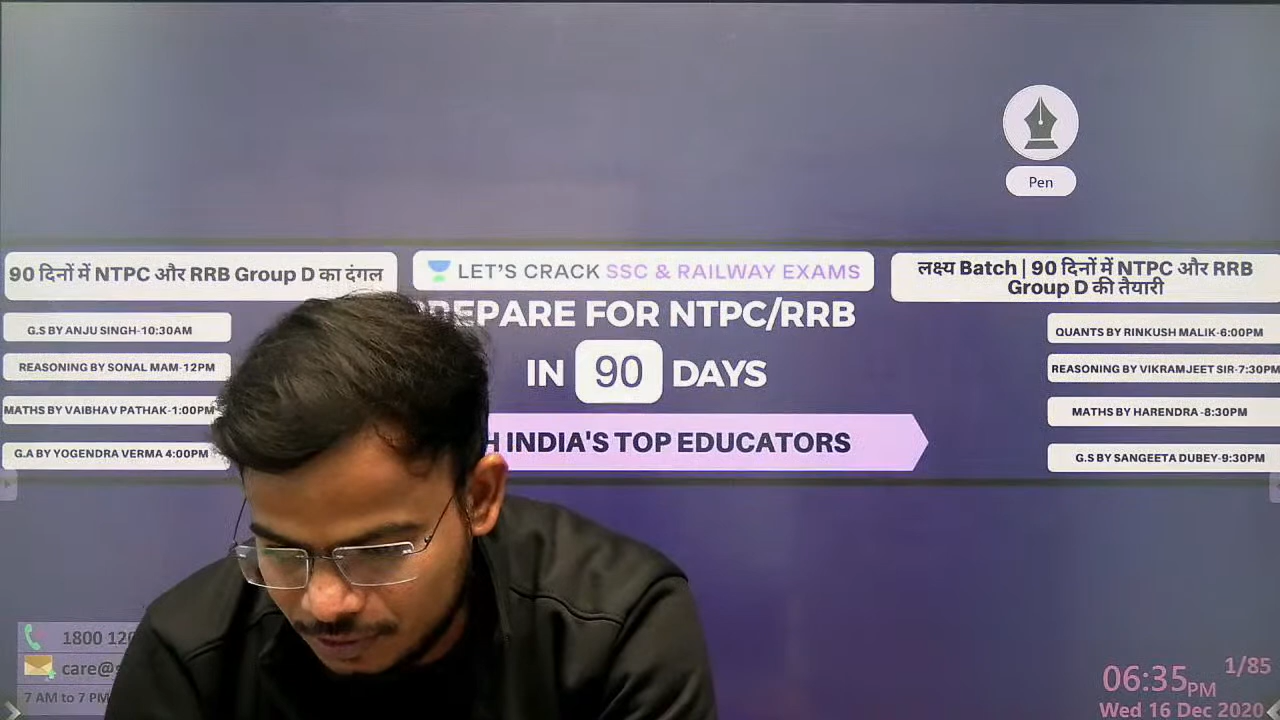 Pen
90 दिनों में NTPC और RRB Group D का दंगल
LET'S CRACK SSC & RAILWAY EXAMS
लक्ष्य Batch | 90 दिनों में NTPC और RRB
Group D की तैयारी
G.S BY ANJU SINGH-10:30AM
REASONING BY SONAL MAM-12PM
MATHS BY VAIBHAV PATHAK-1:00PM
G.A BY YOGENDRA VERMA 4:00PM
FOR NTPC/RRB
IN 90 DAYS
INDIA'S TOP EDUCATORS
QUANTS BY RINKUSH MALIK-6:00PM
REASONING BY VIKRAMJEET SIR-7:30PM
MATHS BY HARENDRA -8:30PM
G.S BY SANGEETA DUBEY-9:30PM
1800
7 AM to 7 PM
06:35 PM
1/85
Wed 16 Dec 2020